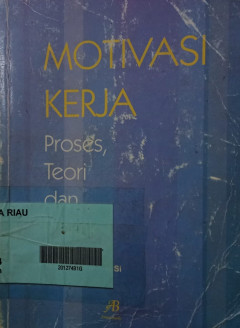 MOTIVASI
KERJA
Proses,
Teori
dan
A RIAU